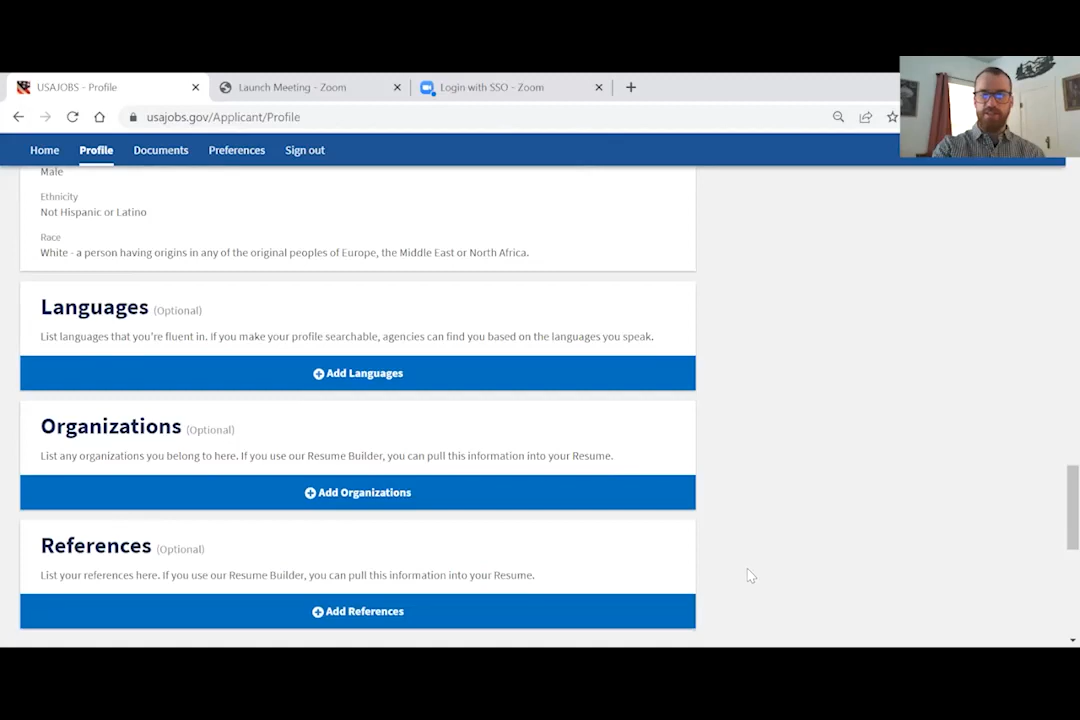 USAJOBS - Profile
Launch Meeting - Zoom
Login with SSO - Zoom
usajobs.gov/Applicant/Profile
Home Profile Documents Preferences Sign out
Male
Ethnicity
Not Hispanic or Latino
Race
White - a person having origins in any of the original peoples of Europe, the Middle East or North Africa.
Languages (Optional)
List languages that you're fluent in. If you make your profile searchable, agencies can find you based on the languages you speak.
Add Languages
Organizations (Optional)
List any organizations you belong to here. If you use our Resume Builder, you can pull this information into your Resume.
Add Organizations
References (Optional)
List your references here. If you use our Resume Builder, you can pull this information into your Resume.
Add References